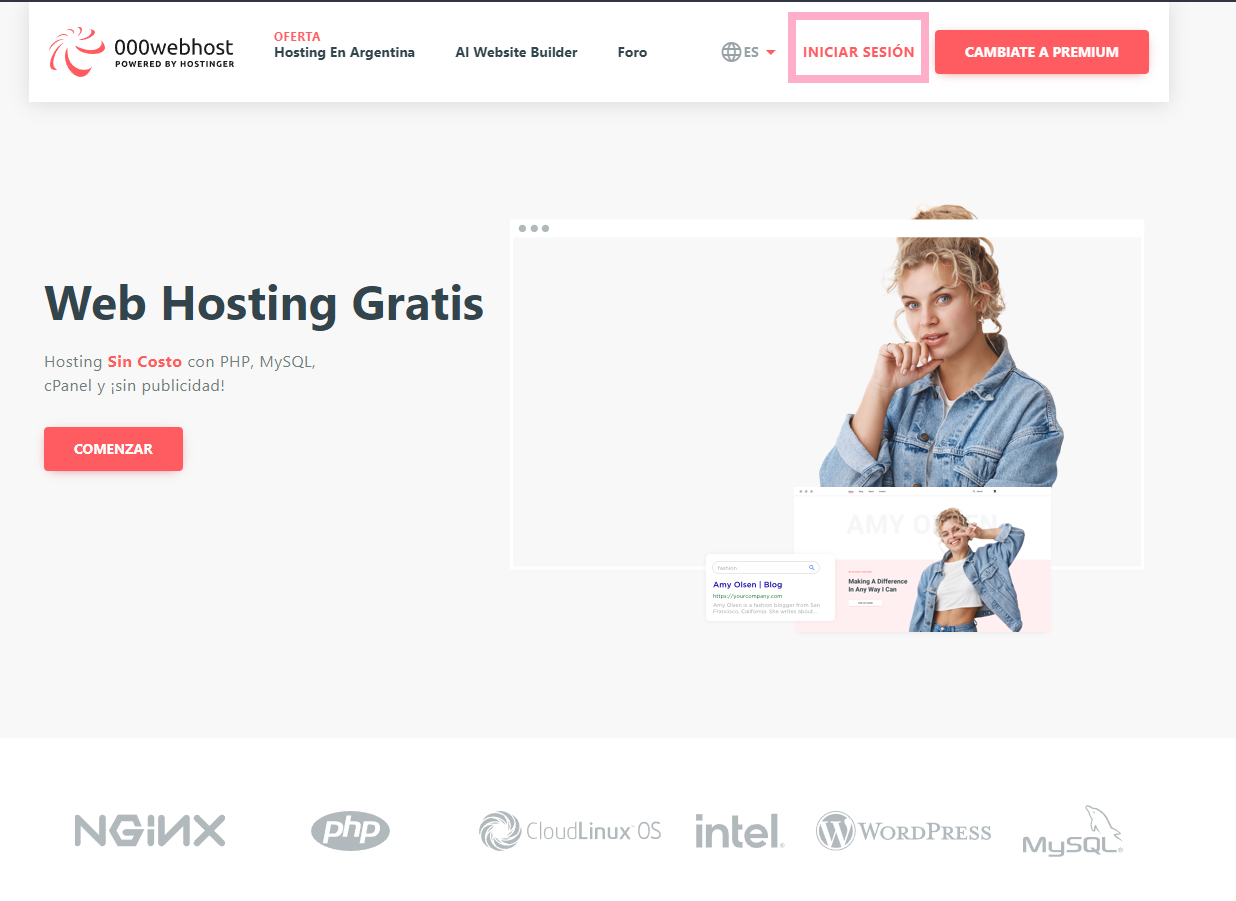 000webhost
POWERED BY HOSTINGER
OFERTA
Hosting En Argentina
AI Website Builder
Foro
ES
INICIAR SESIÓN
CAMBIATE A PREMIUM
Web Hosting Gratis
Hosting Sin Costo con PHP, MySQL,
cPanel y ¡sin publicidad!
COMENZAR
AMY OLSEN
fashion
Amy Olsen | Blog
https://yourcompany.com
Amy Olsen is a fashion blogger from San
Francisco, California. She writes about...
Making A Difference
In Any Way I Can
NGiNX
php
CloudLinux OS
intel
WORDPRESS
MySQL